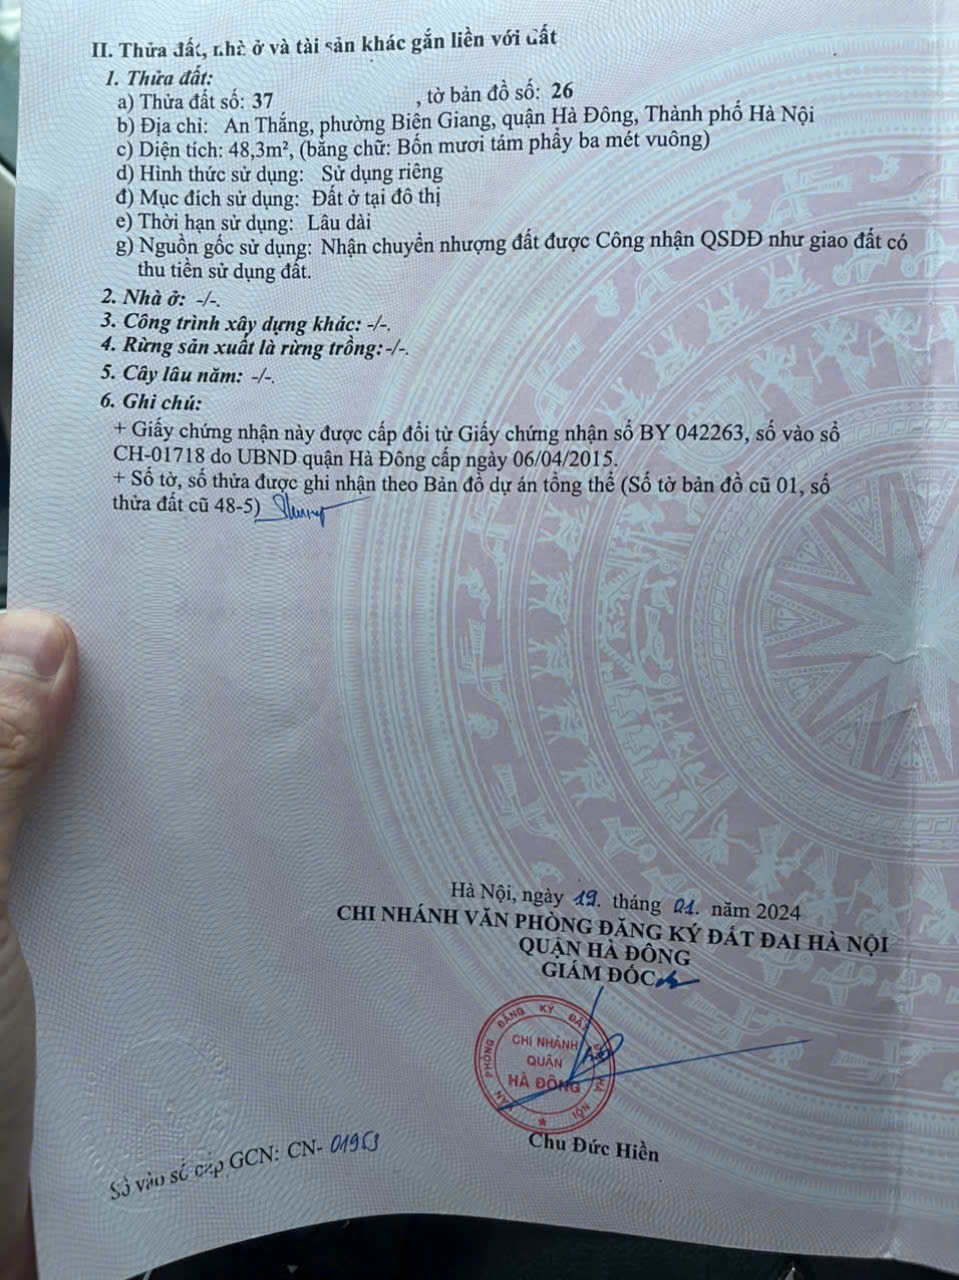 II. Thửa đất, nhà ở và tài sản khác gắn liền với đất
1. Thửa đất:
a) Thửa đất số: 37 , tờ bản đồ số: 26
b) Địa chỉ: An Thắng, phường Biên Giang, quận Hà Đông, Thành phố Hà Nội
c) Diện tích: 48,3m², (bằng chữ: Bốn mươi tám phẩy ba mét vuông)
d) Hình thức sử dụng: Sử dụng riêng
đ) Mục đích sử dụng: Đất ở tại đô thị
e) Thời hạn sử dụng: Lâu dài
g) Nguồn gốc sử dụng: Nhận chuyển nhượng đất được Công nhận QSDĐ như giao đất có
thu tiền sử dụng đất.
2. Nhà ở: -/-.
3. Công trình xây dựng khác: -/-.
4. Rừng sản xuất là rừng trồng: -/-.
5. Cây lâu năm: -/-.
6. Ghi chú:
+ Giấy chứng nhận này được cấp đổi từ Giấy chứng nhận số BY 042263, số vào sổ
CH-01718 do UBND quận Hà Đông cấp ngày 06/04/2015.
+ Số tờ, số thửa được ghi nhận theo Bản đồ dự án tổng thể (Số tờ bản đồ cũ 01, số
thửa đất cũ 48-5)
Hà Nội, ngày 19. tháng 01. năm 2024
CHI NHÁNH VĂN PHÒNG ĐĂNG KÝ ĐẤT ĐAI HÀ NỘI
QUẬN HÀ ĐÔNG
GIÁM ĐỐC
VĂN PHÒNG ĐĂNG KÝ ĐẤT ĐAI HÀ NỘI
CHI NHÁNH
QUẬN
HÀ ĐÔNG
Chu Đức Hiền
Số vào sổ cấp GCN: CN- 01953